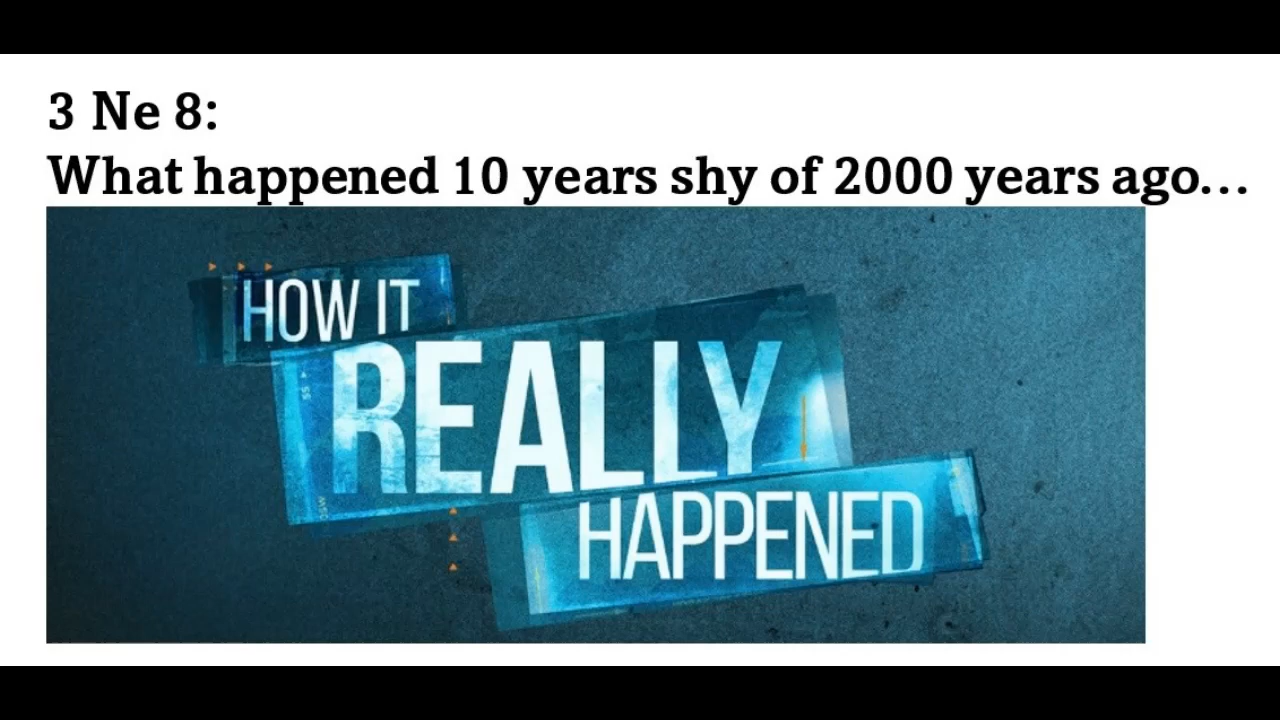 3 Ne 8:
What happened 10 years shy of 2000 years ago...
HOW IT
REALLY
HAPPENED